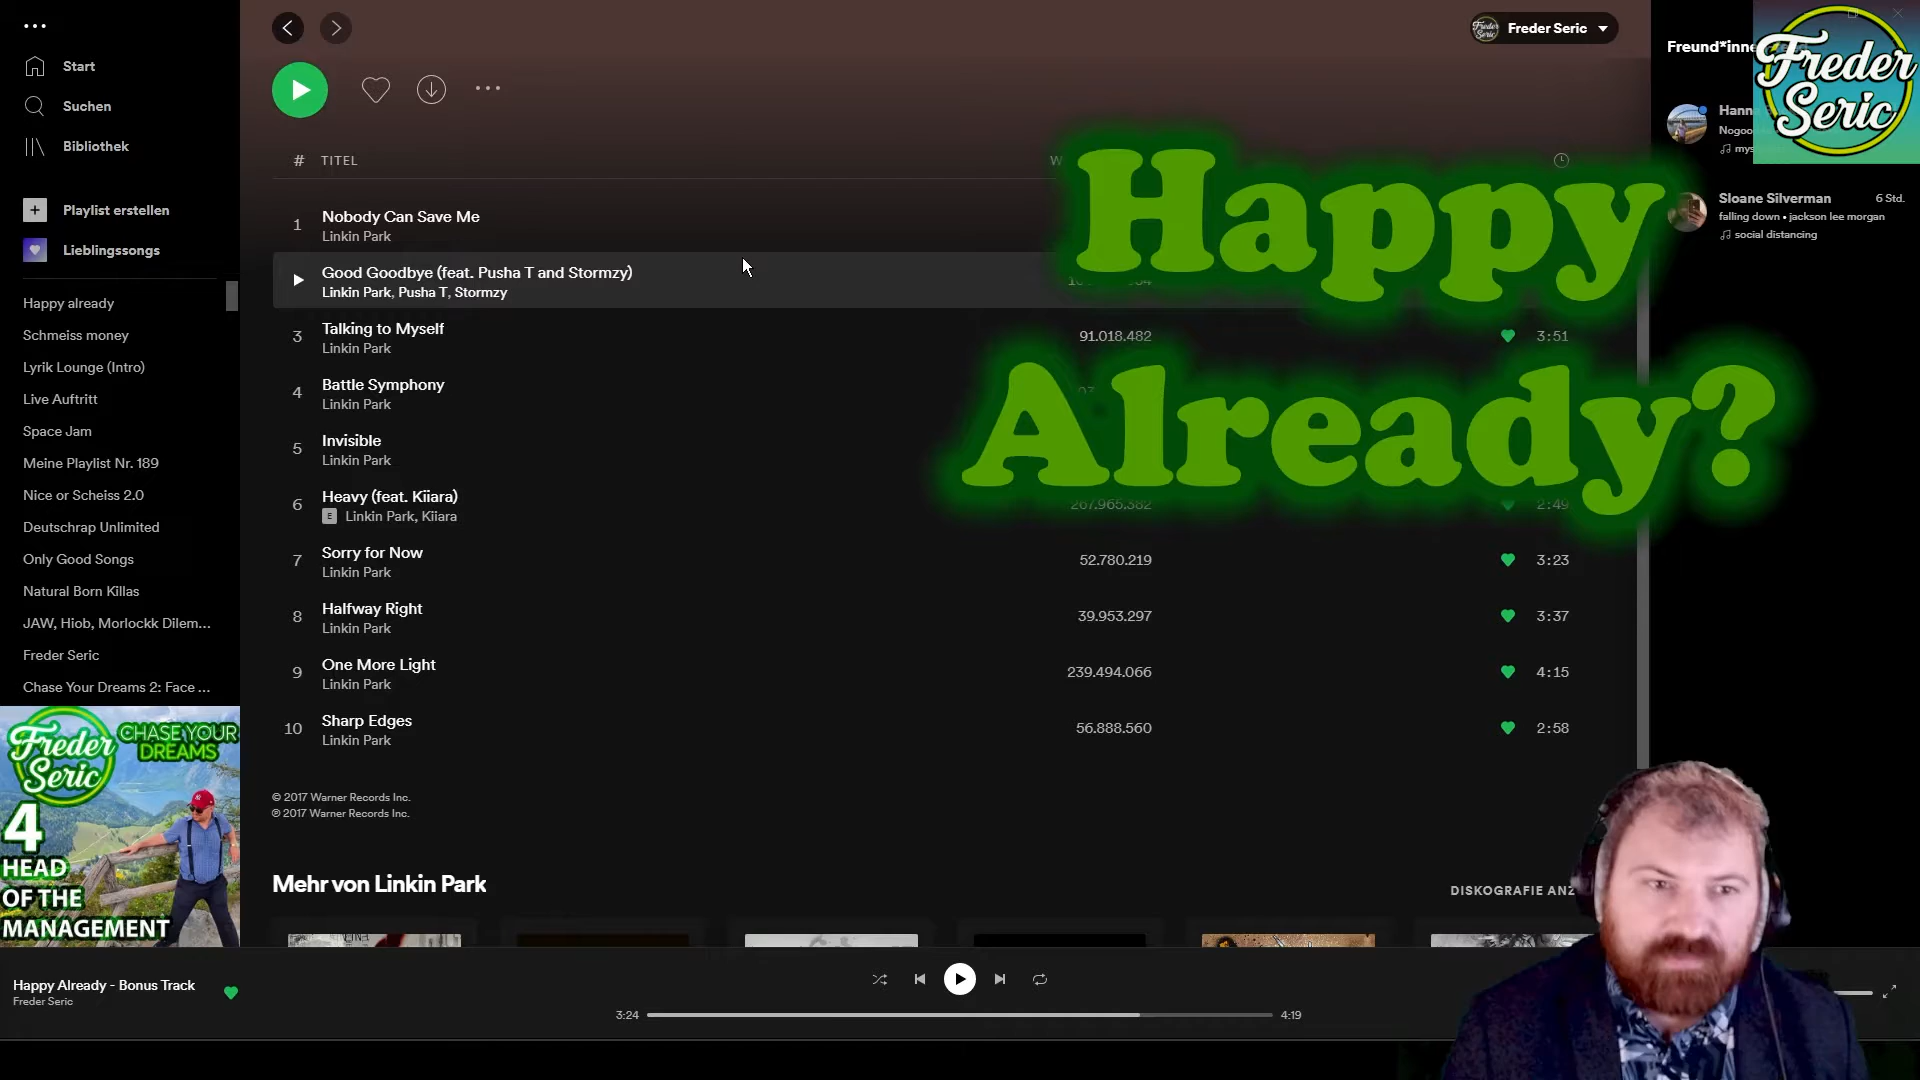 Start
Suchen
Bibliothek
Playlist erstellen
Lieblingssongs
Happy already
Schmeiss money
Lyrik Lounge (Intro)
Live Auftritt
Space Jam
Meine Playlist Nr. 189
Nice or Scheiss 2.0
Deutschrap Unlimited
Only Good Songs
Natural Born Killas
JAW, Hiob, Morlockk Dilem...
Freder Seric
Chase Your Dreams 2: Face ...
Freder
Seric
CHASE YOUR
DREAMS
4
HEAD
OF THE
MANAGEMENT
Freder Seric
# TITEL
1 Nobody Can Save Me
Linkin Park
Good Goodbye (feat. Pusha T and Stormzy)
Linkin Park, Pusha T, Stormzy
3 Talking to Myself 91.018.482 3:51
Linkin Park
4 Battle Symphony
Linkin Park
5 Invisible
Linkin Park
6 Heavy (feat. Kiiara) 267.965.382 2:49
E Linkin Park, Kiiara
7 Sorry for Now 52.780.219 3:23
Linkin Park
8 Halfway Right 39.953.297 3:37
Linkin Park
9 One More Light 239.494.066 4:15
Linkin Park
10 Sharp Edges 56.888.560 2:58
Linkin Park
© 2017 Warner Records Inc.
℗ 2017 Warner Records Inc.
Mehr von Linkin Park
DISKOGRAFIE ANZ
Happy
Already?
Freund*inne
Freder
Seric
Hann
Sloane Silverman 6 Std.
falling down • jackson lee morgan
social distancing
Happy Already - Bonus Track
Freder Seric
3:24
4:19